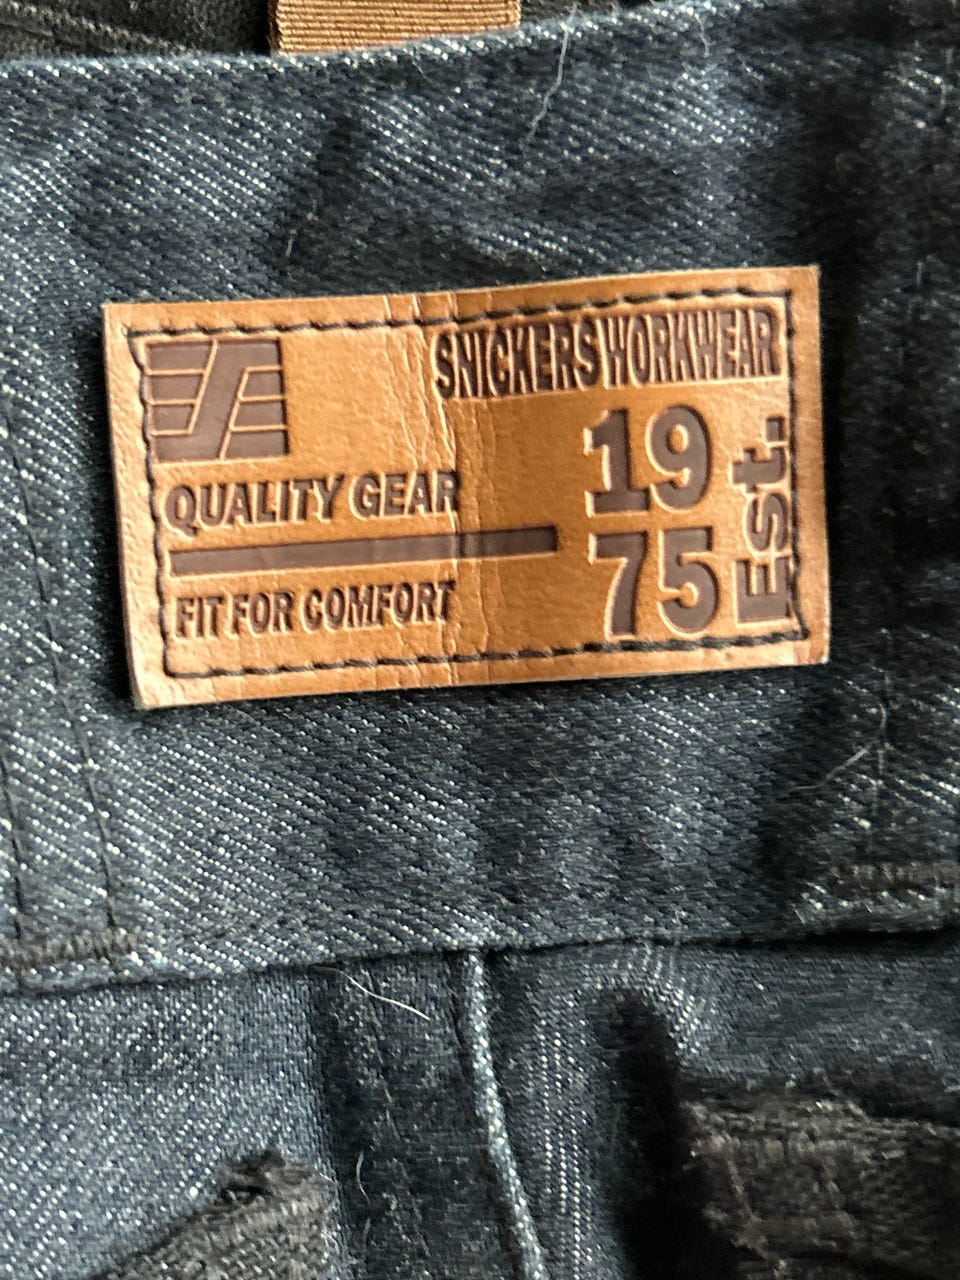 SNICKERS WORKWEAR
QUALITY GEAR
FIT FOR COMFORT
19
75
Est.